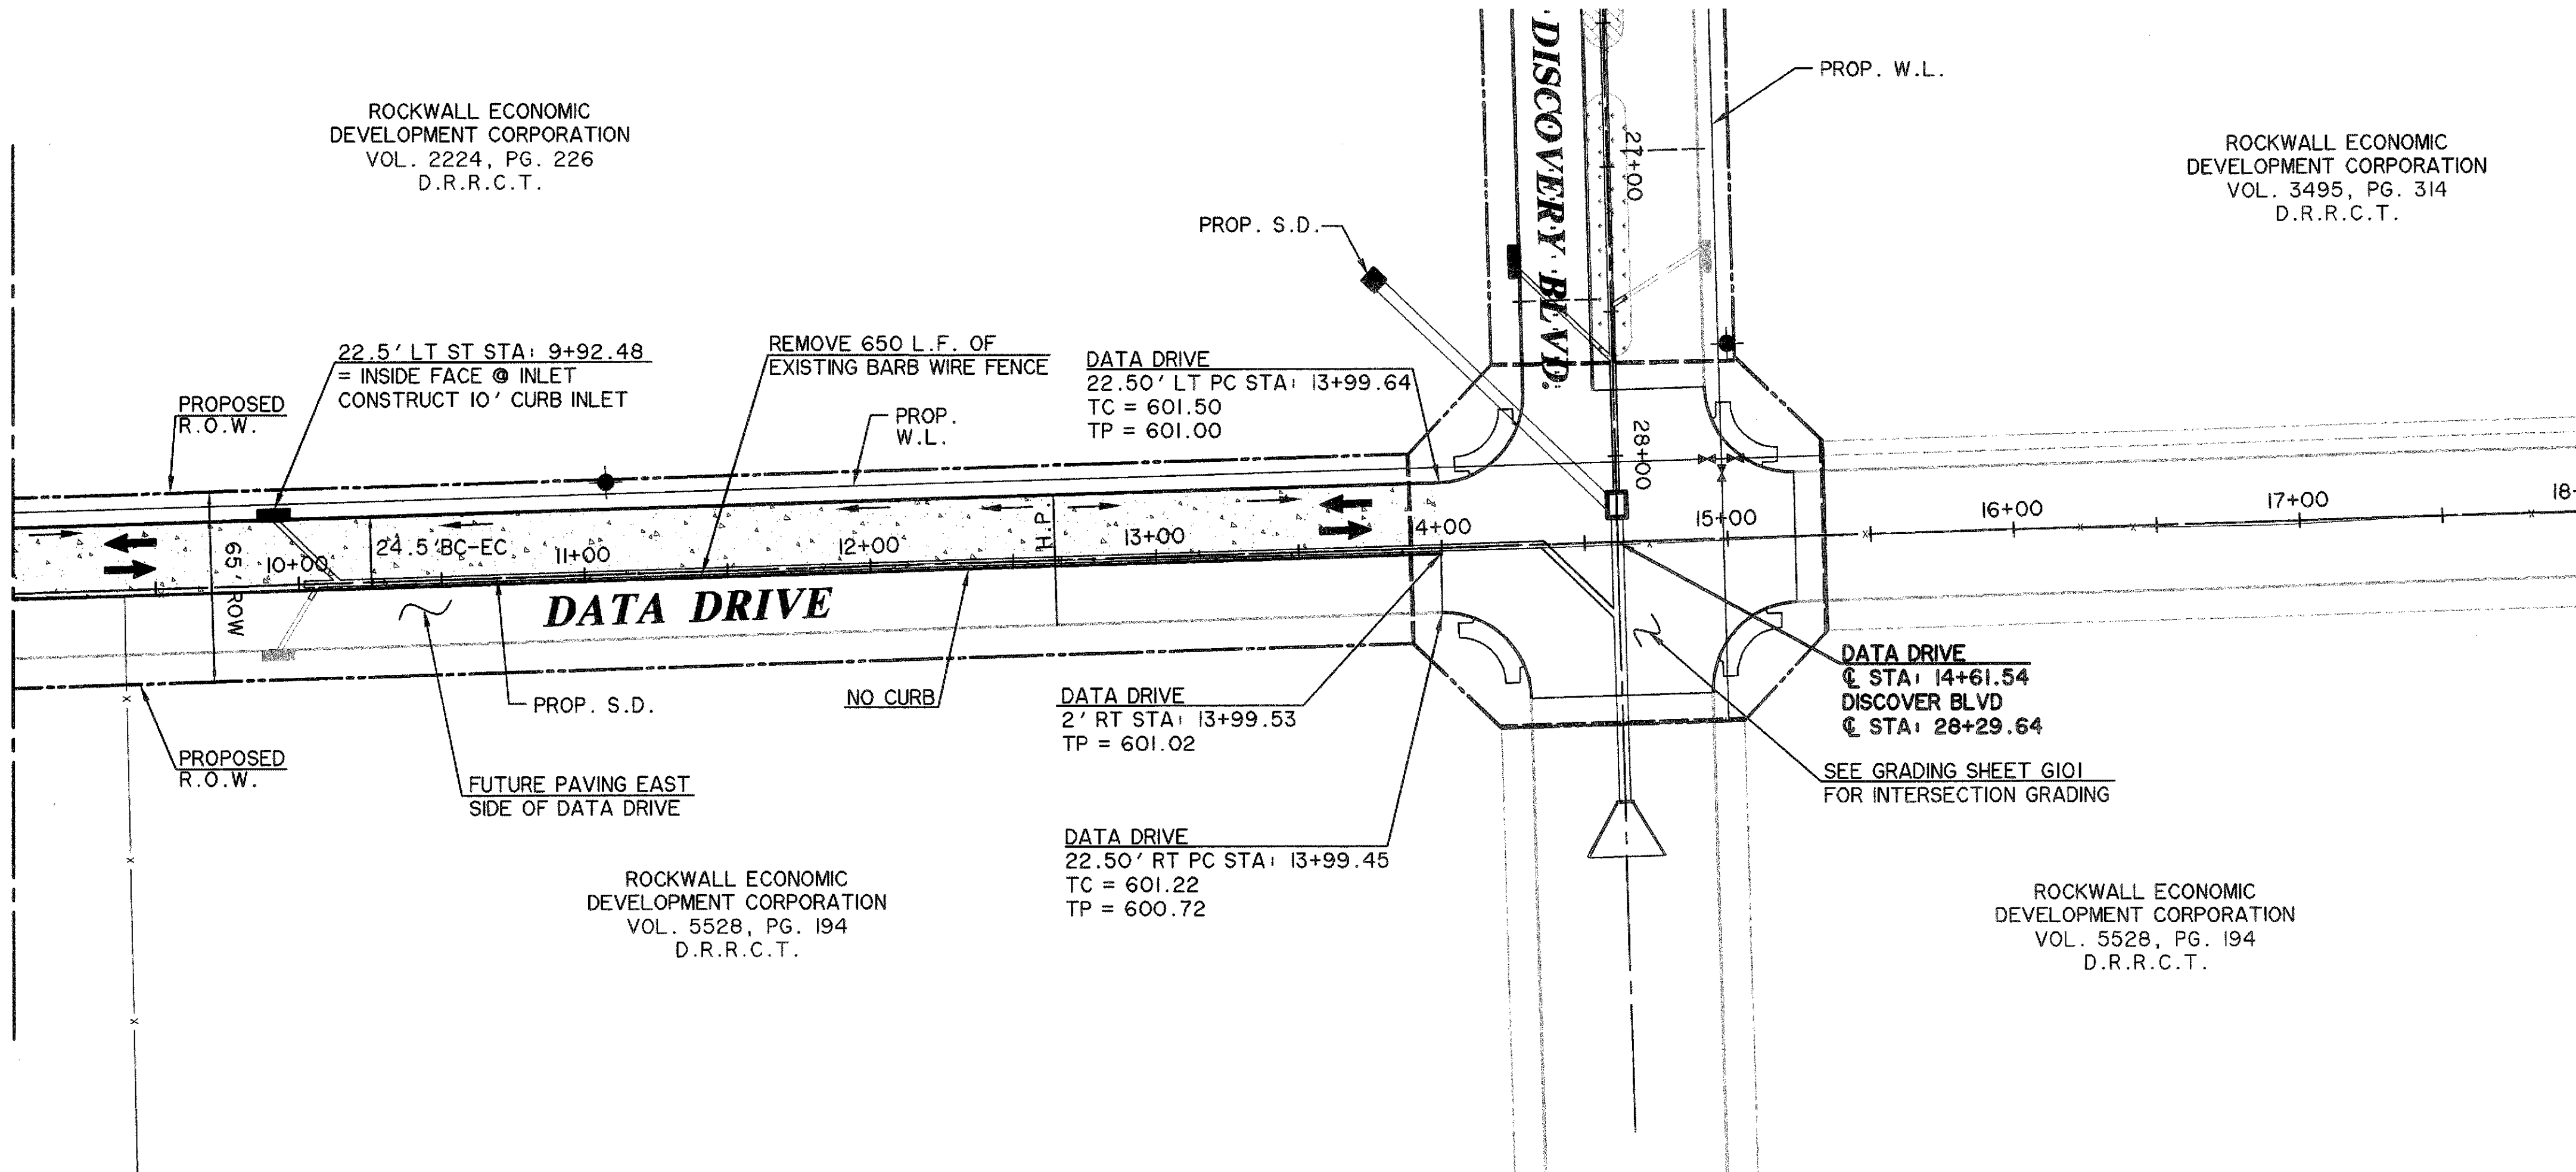 ROCKWALL ECONOMIC
DEVELOPMENT CORPORATION
VOL. 2224, PG. 226
D.R.R.C.T.
DISCOVERY BLVD.
27+00
28+00
PROP. W.L.
ROCKWALL ECONOMIC
DEVELOPMENT CORPORATION
VOL. 3495, PG. 314
D.R.R.C.T.
PROP. S.D.
22.5' LT ST STA: 9+92.48
= INSIDE FACE @ INLET
CONSTRUCT 10' CURB INLET
REMOVE 650 L.F. OF
EXISTING BARB WIRE FENCE
DATA DRIVE
22.50' LT PC STA: 13+99.64
TC = 601.50
TP = 601.00
PROPOSED
R.O.W.
PROP.
W.L.
65' ROW
10+00
24.5' BC-EC
11+00
12+00
H.P.
13+00
4+00
15+00
16+00
17+00
18-
DATA DRIVE
PROP. S.D.
NO CURB
DATA DRIVE
2' RT STA: 13+99.53
TP = 601.02
DATA DRIVE
℄ STA: 14+61.54
DISCOVER BLVD
℄ STA: 28+29.64
PROPOSED
R.O.W.
FUTURE PAVING EAST
SIDE OF DATA DRIVE
SEE GRADING SHEET G101
FOR INTERSECTION GRADING
DATA DRIVE
22.50' RT PC STA: 13+99.45
TC = 601.22
TP = 600.72
ROCKWALL ECONOMIC
DEVELOPMENT CORPORATION
VOL. 5528, PG. 194
D.R.R.C.T.
ROCKWALL ECONOMIC
DEVELOPMENT CORPORATION
VOL. 5528, PG. 194
D.R.R.C.T.